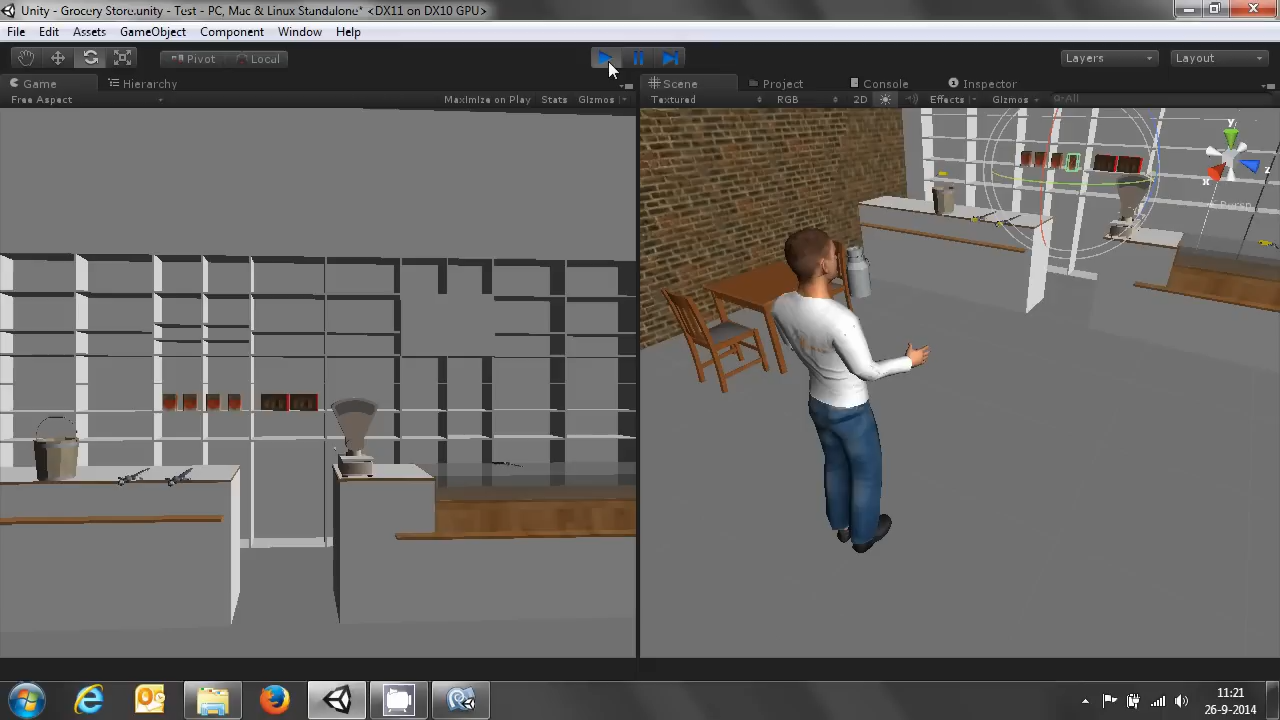 Unity - Grocery Store.unity - Test - PC, Mac & Linux Standalone* <DX11 on DX10 GPU>
File Edit Assets GameObject Component Window Help
Pivot Local Layers Layout
Game Hierarchy Scene Project Console Inspector
Free Aspect Maximize on Play Stats Gizmos Textured RGB 2D Effects Gizmos All
y
x z
Persp
11:21
26-9-2014